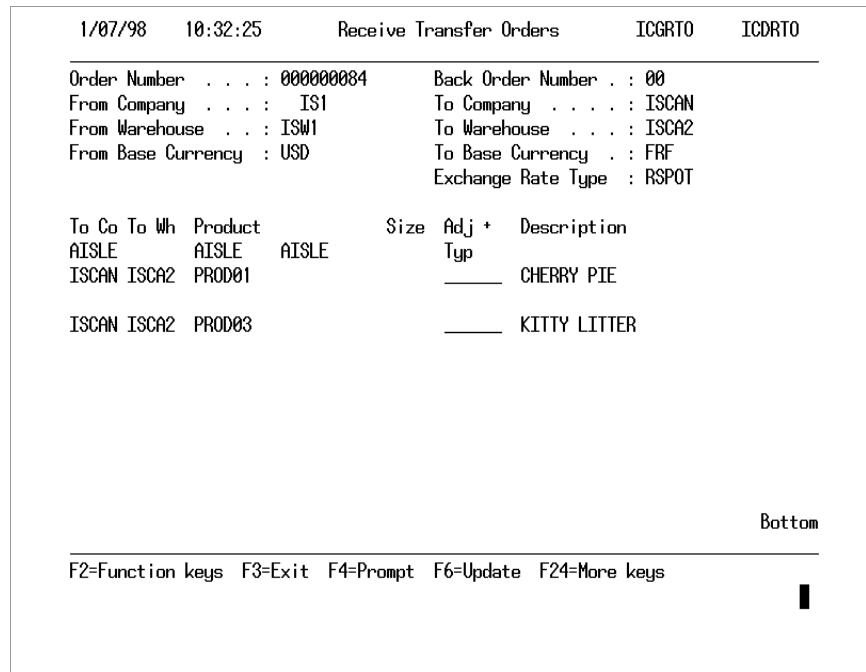 1/07/98 10:32:25 Receive Transfer Orders ICGRTO ICDRTO
Order Number . . . : 000000084 Back Order Number . : 00
From Company . . . : IS1 To Company . . . . : ISCAN
From Warehouse . . : ISW1 To Warehouse . . . : ISCA2
From Base Currency : USD To Base Currency . : FRF
Exchange Rate Type : RSPOT
To Co To Wh Product Size Adj + Description
AISLE AISLE AISLE Typ
ISCAN ISCA2 PROD01 ______ CHERRY PIE
ISCAN ISCA2 PROD03 ______ KITTY LITTER
Bottom
F2=Function keys F3=Exit F4=Prompt F6=Update F24=More keys